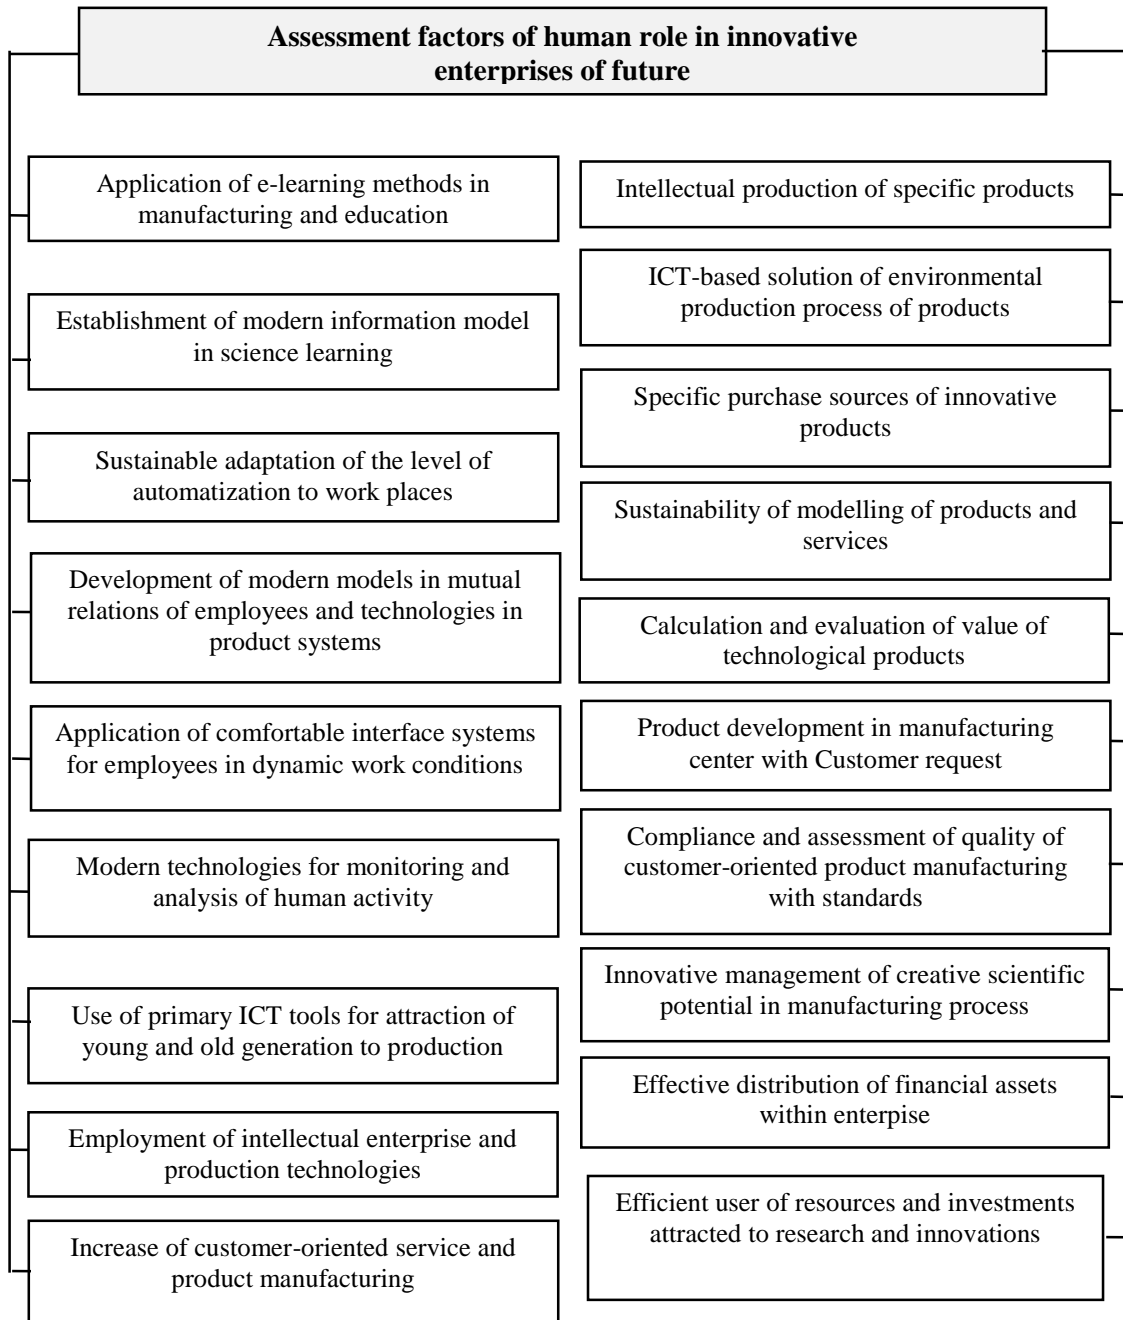 Assessment factors of human role in innovative
enterprises of future
Application of e-learning methods in
manufacturing and education
Establishment of modern information model
in science learning
Sustainable adaptation of the level of
automatization to work places
Development of modern models in mutual
relations of employees and technologies in
product systems
Application of comfortable interface systems
for employees in dynamic work conditions
Modern technologies for monitoring and
analysis of human activity
Use of primary ICT tools for attraction of
young and old generation to production
Employment of intellectual enterprise and
production technologies
Increase of customer-oriented service and
product manufacturing
Intellectual production of specific products
ICT-based solution of environmental
production process of products
Specific purchase sources of innovative
products
Sustainability of modelling of products and
services
Calculation and evaluation of value of
technological products
Product development in manufacturing
center with Customer request
Compliance and assessment of quality of
customer-oriented product manufacturing
with standards
Innovative management of creative scientific
potential in manufacturing process
Effective distribution of financial assets
within enterpise
Efficient user of resources and investments
attracted to research and innovations